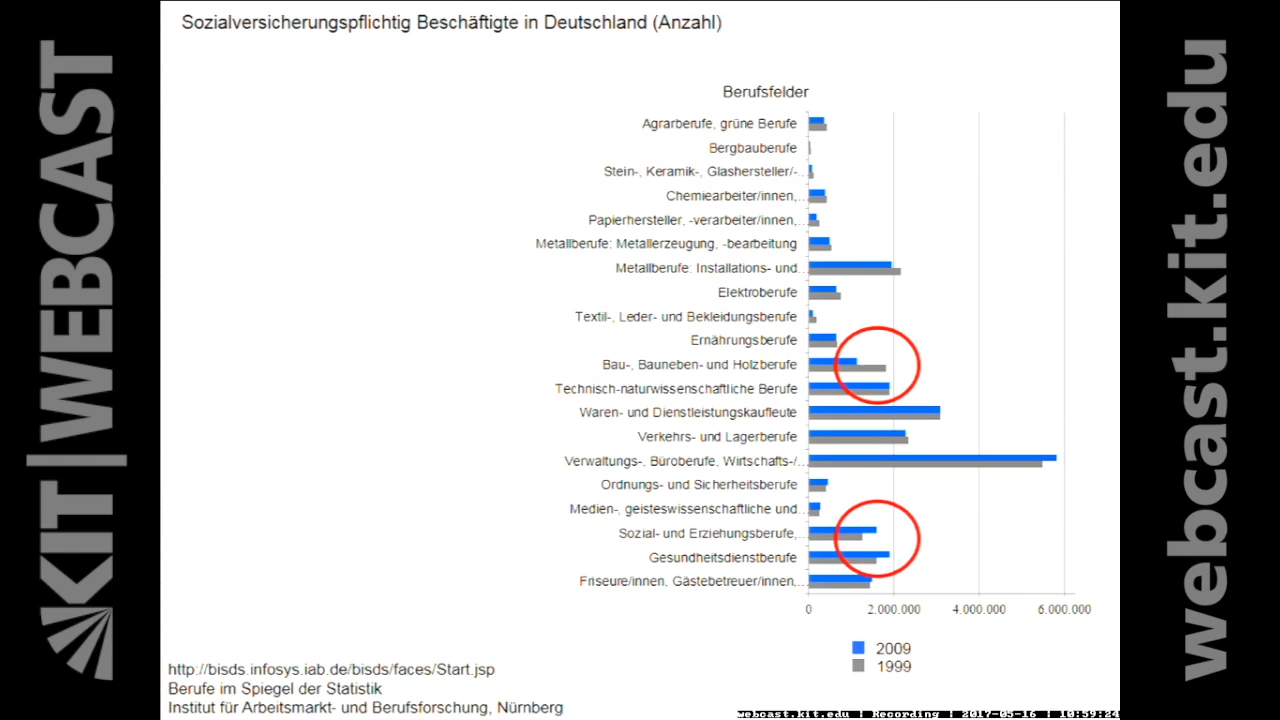 Sozialversicherungspflichtig Beschäftigte in Deutschland (Anzahl)
Berufsfelder
Agrarberufe, grüne Berufe
Bergbauberufe
Stein-, Keramik-, Glashersteller/-...
Chemiearbeiter/innen,...
Papierhersteller, -verarbeiter/innen,...
Metallberufe: Metallerzeugung, -bearbeitung
Metallberufe: Installations- und...
Elektroberufe
Textil-, Leder- und Bekleidungsberufe
Ernährungsberufe
Bau-, Bauneben- und Holzberufe
Technisch-naturwissenschaftliche Berufe
Waren- und Dienstleistungskaufleute
Verkehrs- und Lagerberufe
Verwaltungs-, Büroberufe, Wirtschafts-/...
Ordnungs- und Sicherheitsberufe
Medien-, geisteswissenschaftliche und...
Sozial- und Erziehungsberufe,...
Gesundheitsdienstberufe
Friseure/innen, Gästebetreuer/innen,...
0 2.000.000 4.000.000 6.000.000
2009
1999
http://bisds.infosys.iab.de/bisds/faces/Start.jsp
Berufe im Spiegel der Statistik
Institut für Arbeitsmarkt- und Berufsforschung, Nürnberg
KIT | WEBCAST
webcast.kit.edu
webcast.kit.edu | Recording | 2017-05-16 | 10:59:24